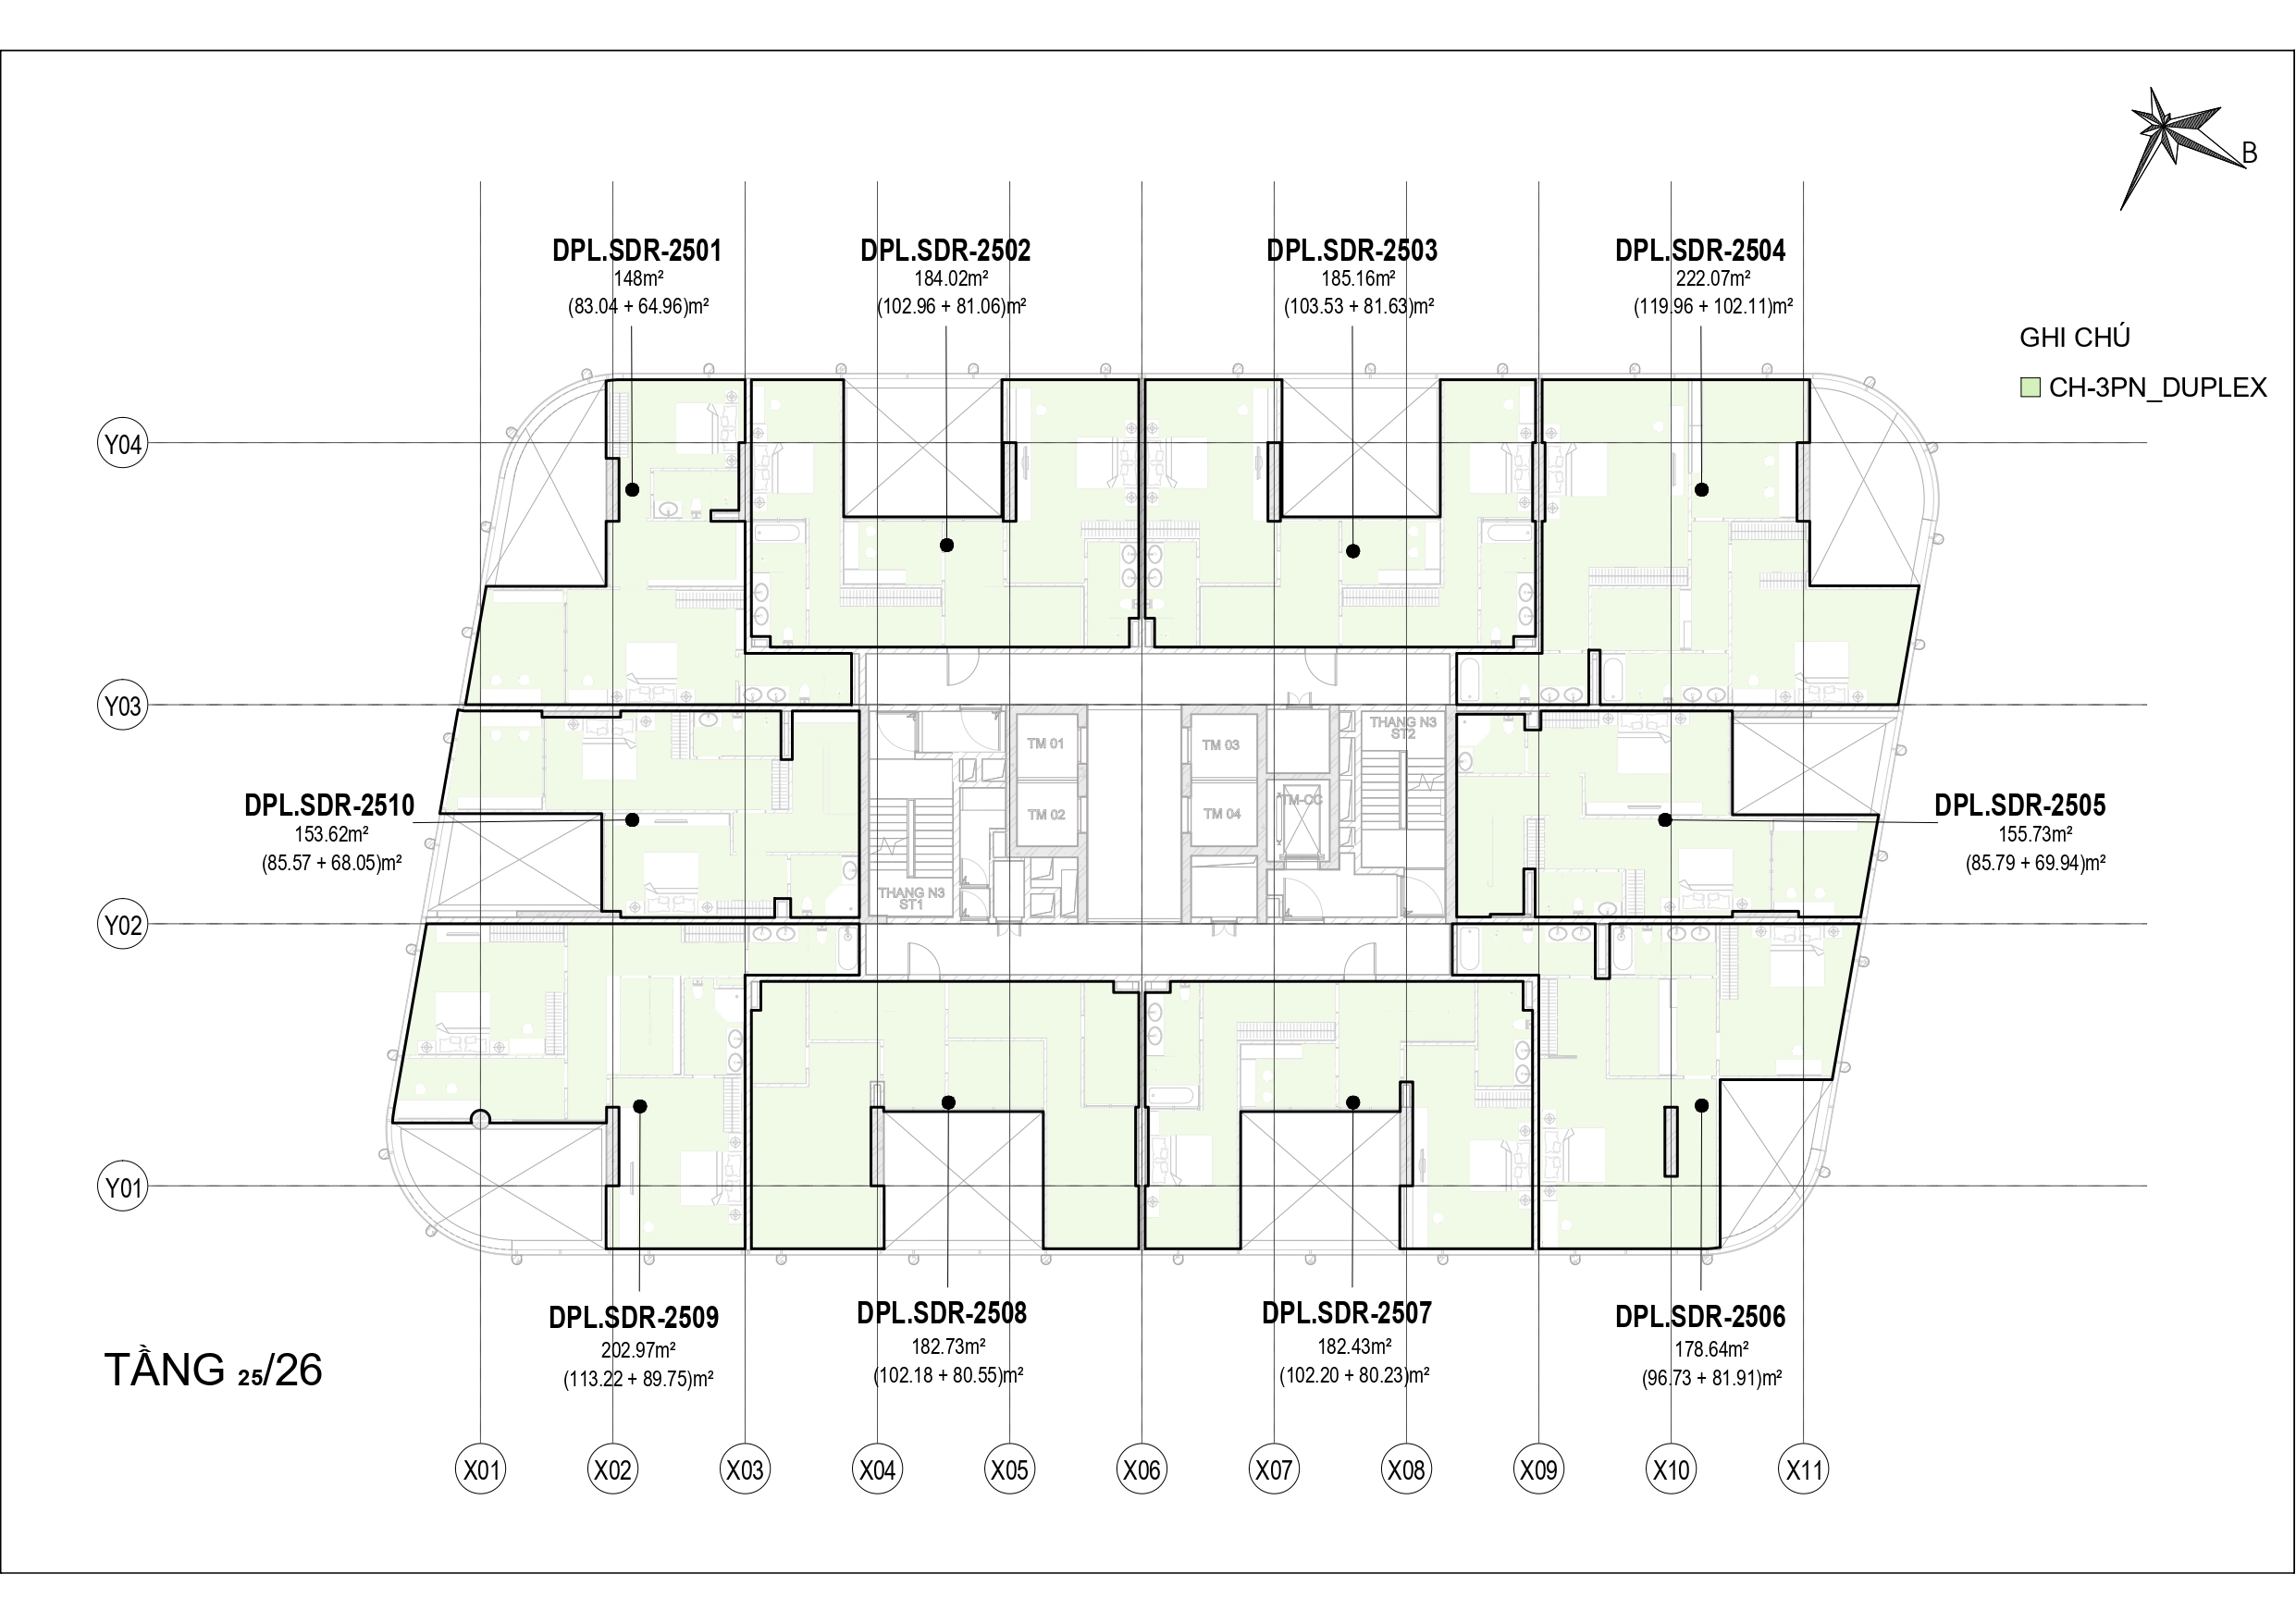 B
DPL.SDR-2501
148m²
(83.04 + 64.96)m²
DPL.SDR-2502
184.02m²
(102.96 + 81.06)m²
DPL.SDR-2503
185.16m²
(103.53 + 81.63)m²
DPL.SDR-2504
222.07m²
(119.96 + 102.11)m²
GHI CHÚ
CH-3PN_DUPLEX
Y04
Y03
TM 01
TM 03
THANG N3
ST2
TM 02
TM 04
TM-CC
DPL.SDR-2510
153.62m²
(85.57 + 68.05)m²
DPL.SDR-2505
155.73m²
(85.79 + 69.94)m²
THANG N3
ST1
Y02
Y01
DPL.SDR-2509
202.97m²
(113.22 + 89.75)m²
DPL.SDR-2508
182.73m²
(102.18 + 80.55)m²
DPL.SDR-2507
182.43m²
(102.20 + 80.23)m²
DPL.SDR-2506
178.64m²
(96.73 + 81.91)m²
TẦNG 25/26
X01
X02
X03
X04
X05
X06
X07
X08
X09
X10
X11